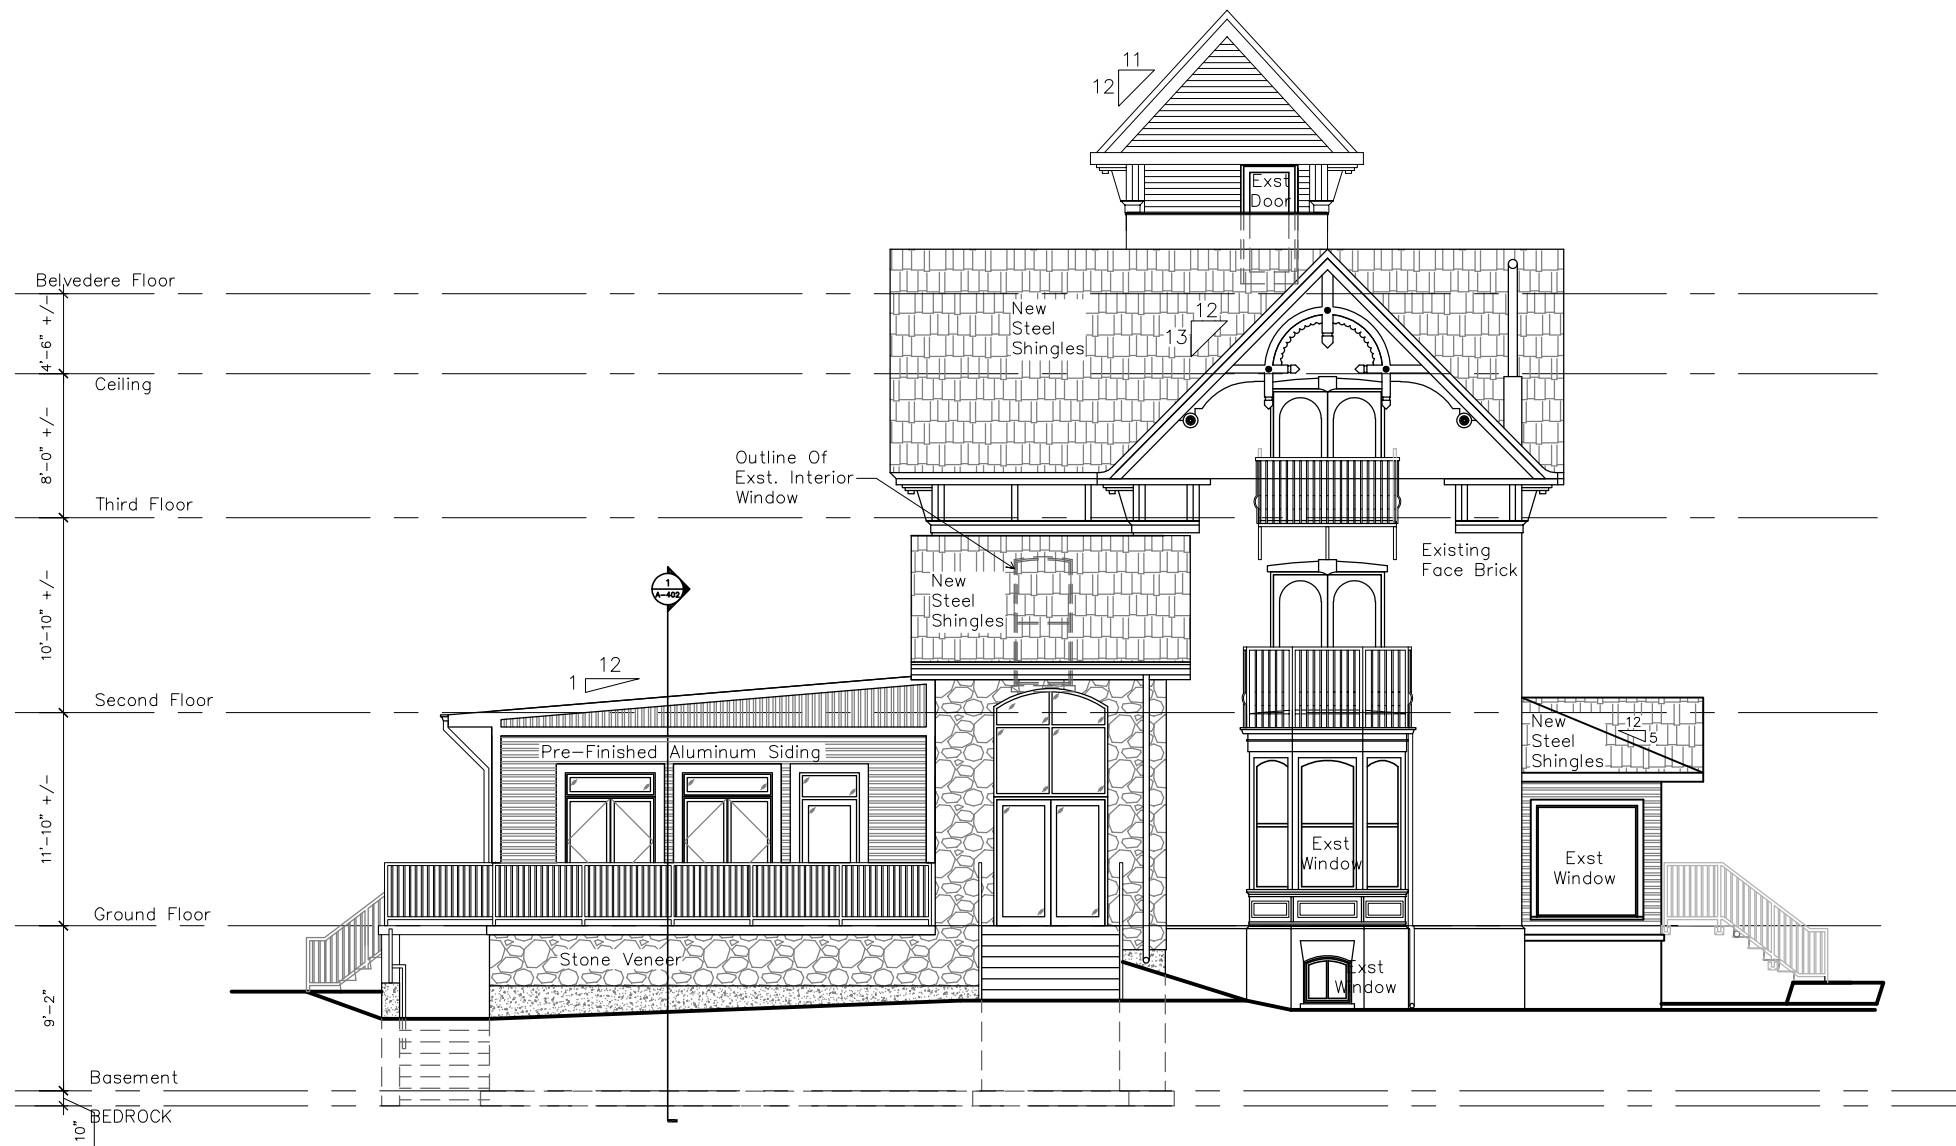 11
12
Exst
Door
Belvedere Floor
4'-6" +/-
New
Steel
Shingles
12
13
Ceiling
8'-0" +/-
Outline Of
Exst. Interior
Window
Third Floor
10'-10" +/-
Existing
Face Brick
New
Steel
Shingles
1
A-402
12
1
Second Floor
New
Steel
Shingles
12
5
Pre-Finished Aluminum Siding
11'-10" +/-
Exst
Window
Exst
Window
Ground Floor
Stone Veneer
Exst
Window
9'-2"
Basement
BEDROCK
10"